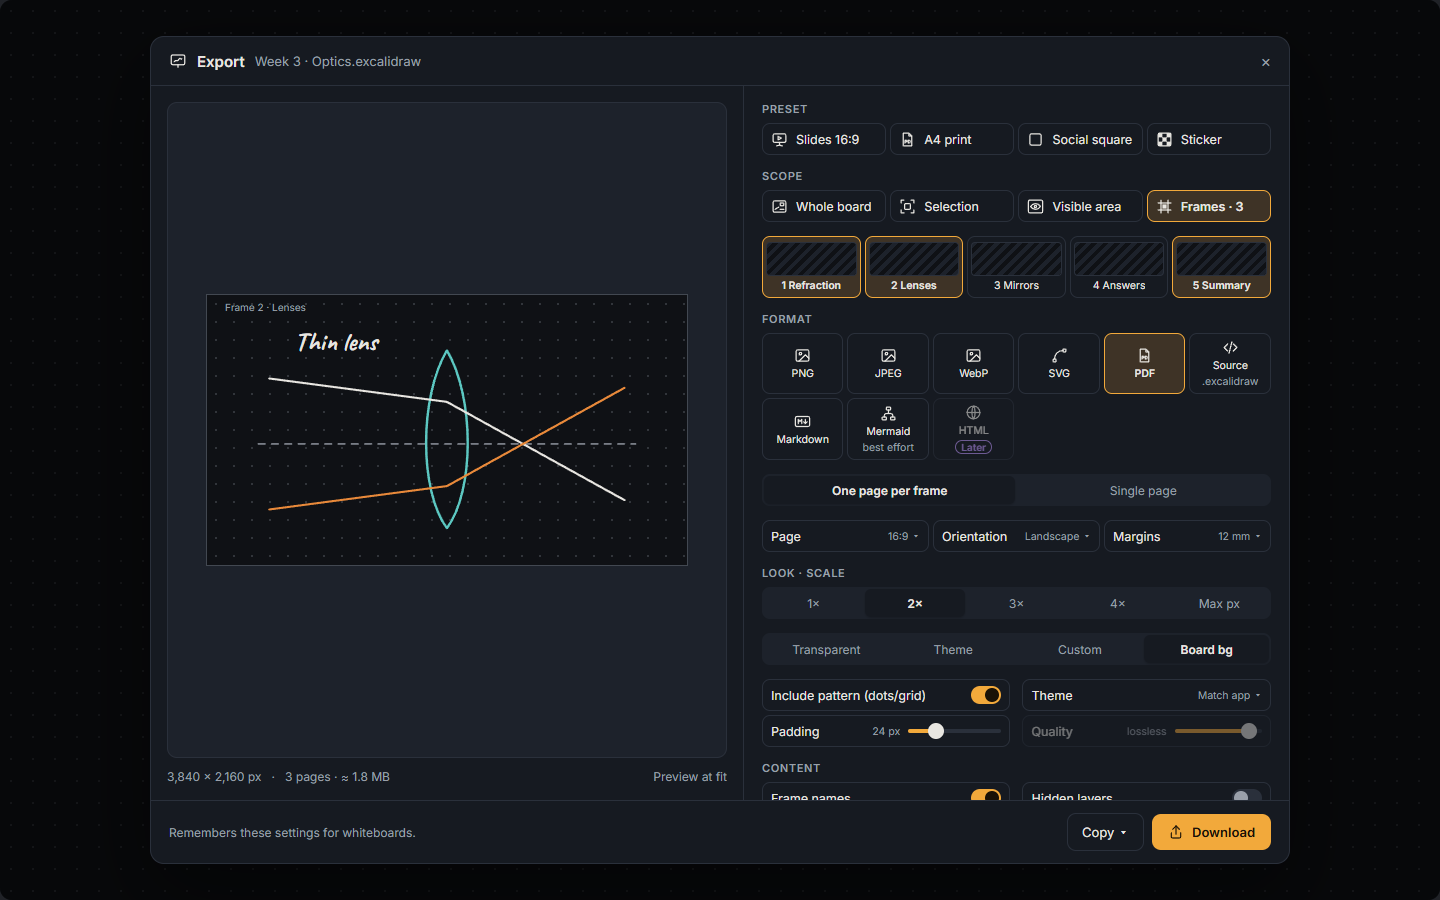 Export Week 3 · Optics.excalidraw ×
PRESET
Slides 16:9
A4 print
Social square
Sticker
SCOPE
Whole board
Selection
Visible area
Frames · 3
1 Refraction
2 Lenses
3 Mirrors
4 Answers
5 Summary
Frame 2 · Lenses
Thin lens
FORMAT
PNG
JPEG
WebP
SVG
PDF
Source
.excalidraw
Markdown
Mermaid
best effort
HTML
Later
One page per frame
Single page
Page 16:9
Orientation Landscape
Margins 12 mm
LOOK · SCALE
1×
2×
3×
4×
Max px
Transparent
Theme
Custom
Board bg
Include pattern (dots/grid)
Theme Match app
Padding 24 px
Quality lossless
CONTENT
Frame names
Hidden layers
3,840 × 2,160 px · 3 pages · ≈ 1.8 MB
Preview at fit
Remembers these settings for whiteboards.
Copy
Download